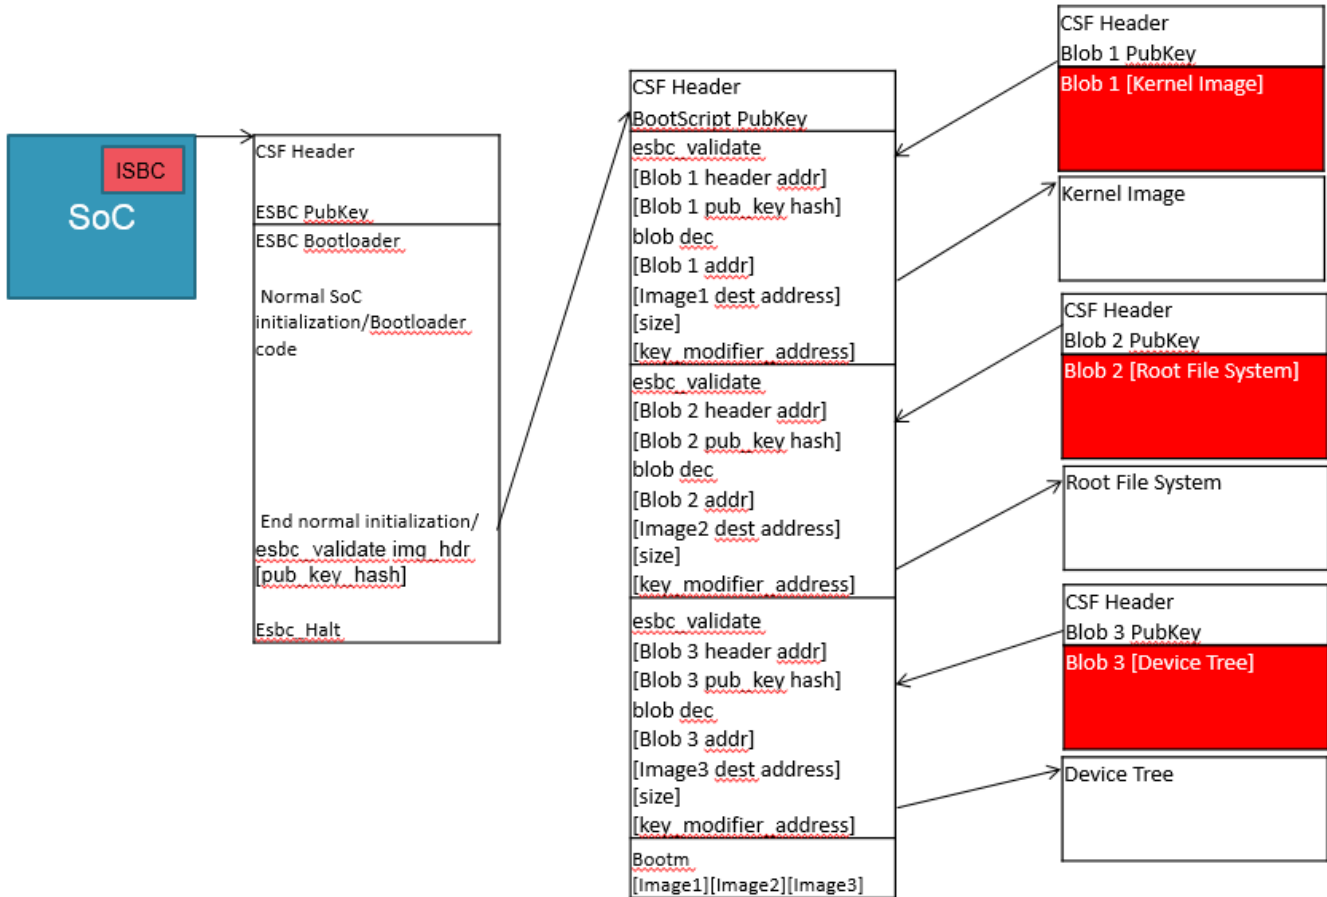 ISBC
SoC
CSF Header
ESBC PubKey
ESBC Bootloader
Normal SoC
initialization/Bootloader
code
End normal initialization/
esbc_validate img_hdr
[pub_key_hash]
Esbc_Halt
CSF Header
BootScript PubKey
esbc_validate
[Blob 1 header addr]
[Blob 1 pub_key hash]
blob dec
[Blob 1 addr]
[Image1 dest address]
[size]
[key_modifier_address]
esbc_validate
[Blob 2 header addr]
[Blob 2 pub_key hash]
blob dec
[Blob 2 addr]
[Image2 dest address]
[size]
[key_modifier_address]
esbc_validate
[Blob 3 header addr]
[Blob 3 pub_key hash]
blob dec
[Blob 3 addr]
[Image3 dest address]
[size]
[key_modifier_address]
Bootm
[Image1][Image2][Image3]
CSF Header
Blob 1 PubKey
Blob 1 [Kernel Image]
Kernel Image
CSF Header
Blob 2 PubKey
Blob 2 [Root File System]
Root File System
CSF Header
Blob 3 PubKey
Blob 3 [Device Tree]
Device Tree